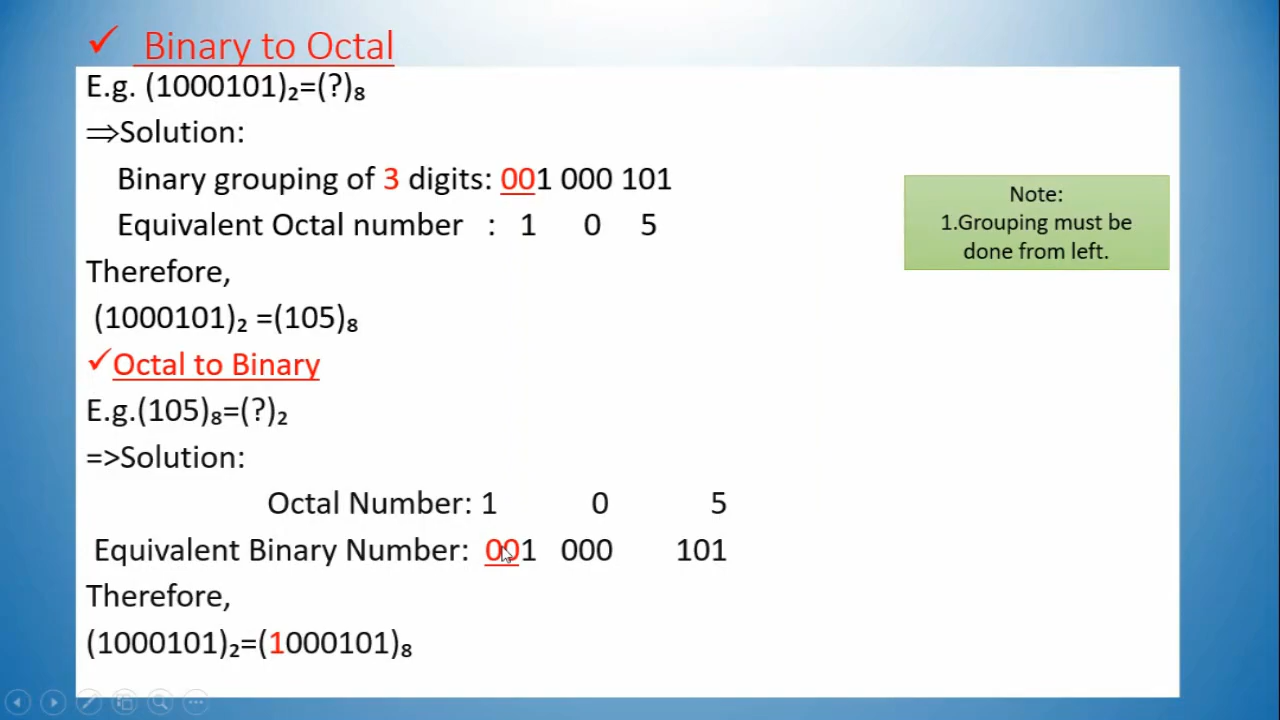 ✓ Binary to Octal
E.g. (1000101)₂=(?)₈
⇒Solution:
Binary grouping of 3 digits: 001 000 101
Equivalent Octal number : 1 0 5
Therefore,
(1000101)₂ =(105)₈
✓Octal to Binary
E.g.(105)₈=(?)₂
=>Solution:
Octal Number: 1 0 5
Equivalent Binary Number: 001 000 101
Therefore,
(1000101)₂=(1000101)₈
Note:
1.Grouping must be
done from left.